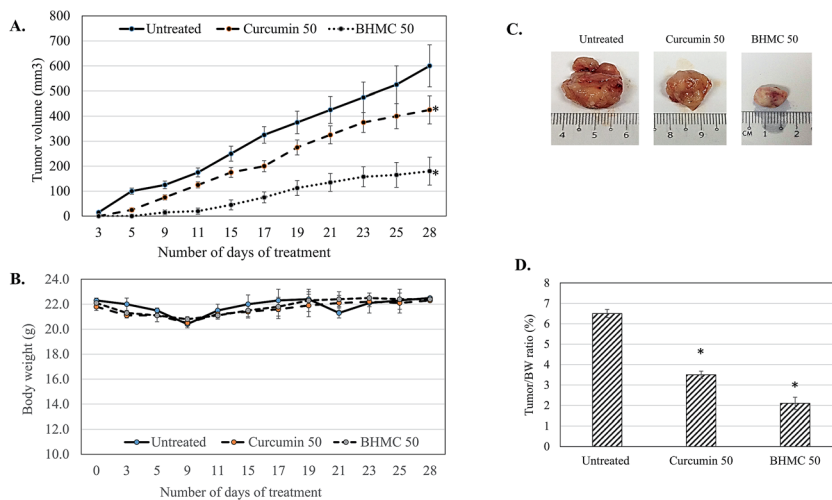 A.
Untreated Curcumin 50 BHMC 50
Tumor volume (mm3)
800
700
600
500
400
300
200
100
0
*
*
3 5 9 11 15 17 19 21 23 25 28
Number of days of treatment
B.
Body weight (g)
24.0
22.0
20.0
18.0
16.0
14.0
12.0
10.0
Untreated Curcumin 50 BHMC 50
0 3 5 9 11 15 17 19 21 23 25 28
Number of days of treatment
C.
Untreated Curcumin 50 BHMC 50
4 5 6
8 9
CM 1 2
D.
Tumor/BW ratio (%)
8
7
6
5
4
3
2
1
0
*
*
Untreated Curcumin 50 BHMC 50